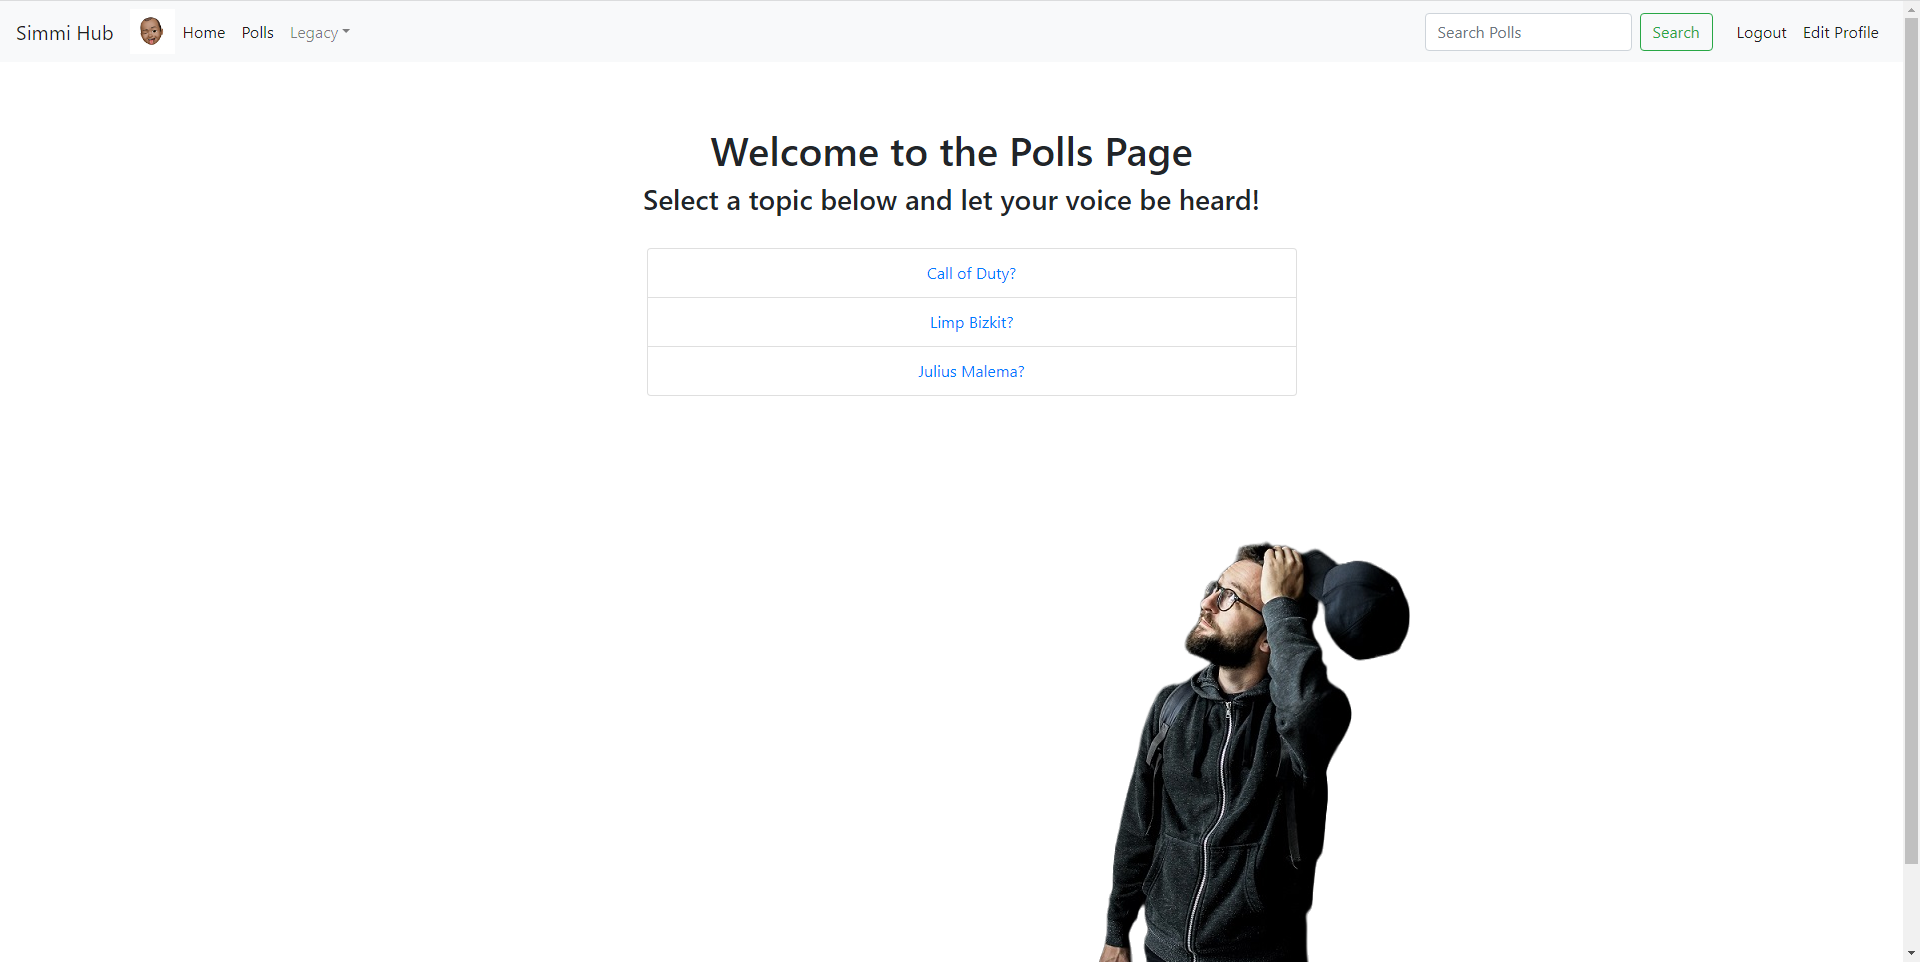 Simmi Hub Home Polls Legacy Search Polls Search Logout Edit Profile
Welcome to the Polls Page
Select a topic below and let your voice be heard!
Call of Duty?
Limp Bizkit?
Julius Malema?